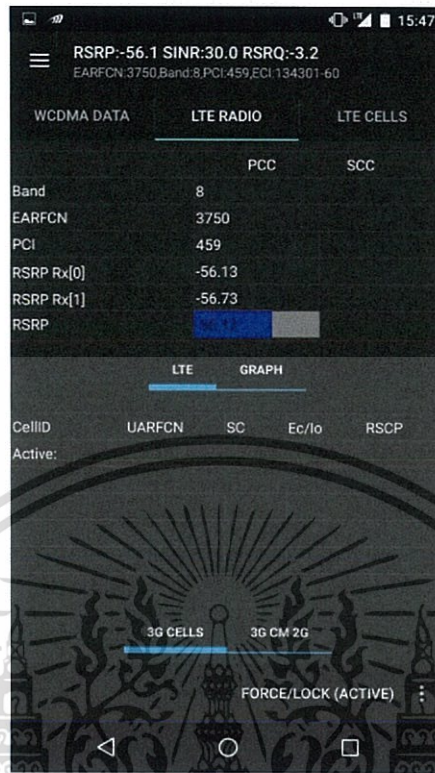 LTE 15:47
RSRP:-56.1 SINR:30.0 RSRQ:-3.2
EARFCN:3750,Band:8,PCI:459,ECI:134301-60
WCDMA DATA LTE RADIO LTE CELLS
PCC SCC
Band 8
EARFCN 3750
PCI 459
RSRP Rx[0] -56.13
RSRP Rx[1] -56.73
RSRP
LTE GRAPH
CellID UARFCN SC Ec/Io RSCP
Active:
3G CELLS 3G CM 2G
FORCE/LOCK (ACTIVE)